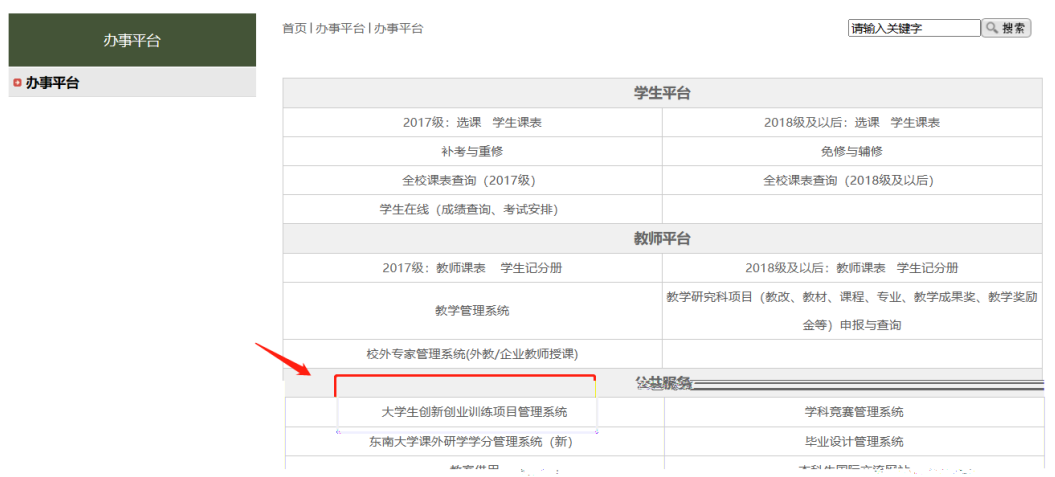 办事平台
首页 | 办事平台 | 办事平台
请输入关键字 搜索
办事平台
学生平台
2017级：选课 学生课表 2018级及以后：选课 学生课表
补考与重修 免修与辅修
全校课表查询（2017级） 全校课表查询（2018级及以后）
学生在线（成绩查询、考试安排）
教师平台
2017级：教师课表 学生记分册 2018级及以后：教师课表 学生记分册
教学管理系统 教学研究科项目（教改、教材、课程、专业、教学成果奖、教学奖励
金等）申报与查询
校外专家管理系统(外教/企业教师授课)
公共服务
大学生创新创业训练项目管理系统 学科竞赛管理系统
东南大学课外研学学分管理系统（新） 毕业设计管理系统